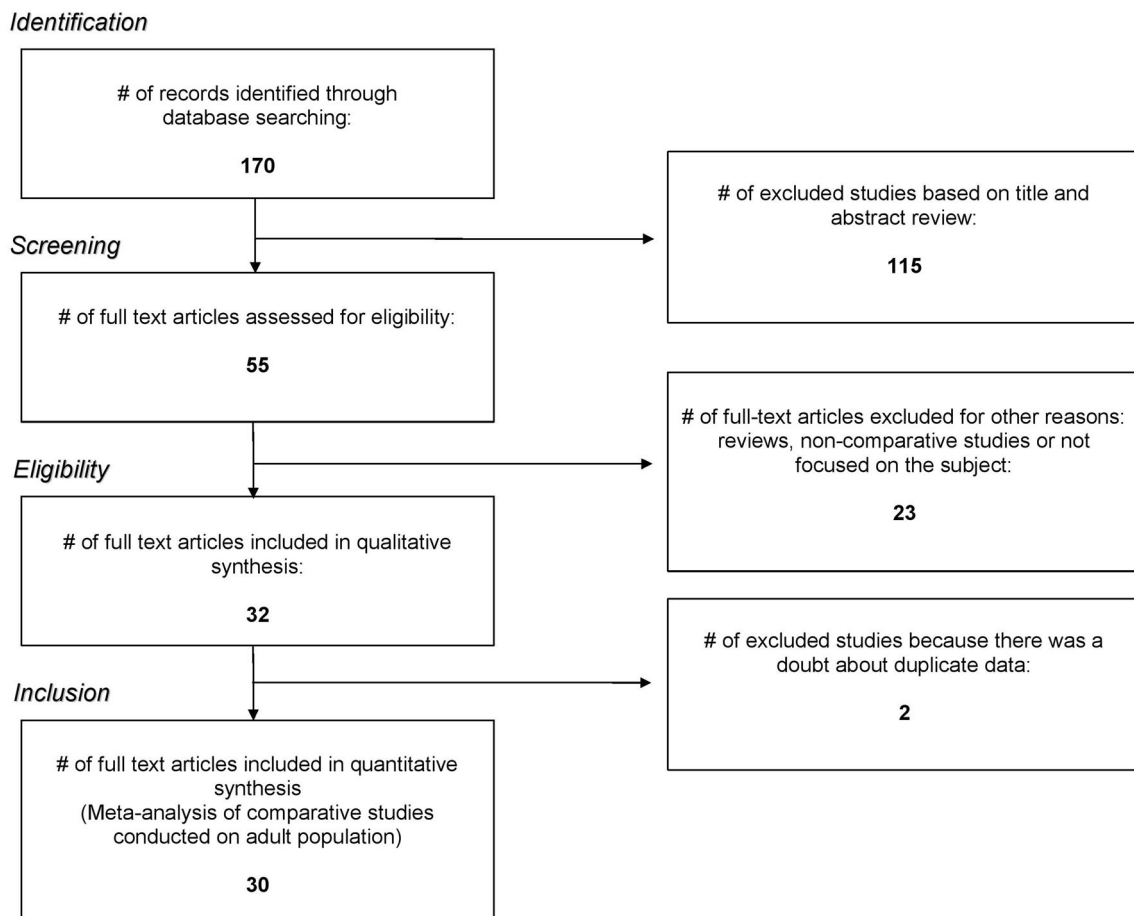 Identification
# of records identified through
database searching:
170
# of excluded studies based on title and
abstract review:
115
Screening
# of full text articles assessed for eligibility:
55
# of full-text articles excluded for other reasons:
reviews, non-comparative studies or not
focused on the subject:
23
Eligibility
# of full text articles included in qualitative
synthesis:
32
# of excluded studies because there was a
doubt about duplicate data:
2
Inclusion
# of full text articles included in quantitative
synthesis
(Meta-analysis of comparative studies
conducted on adult population)
30